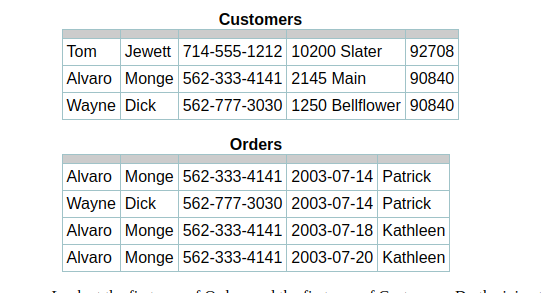 Customers
Tom Jewett 714-555-1212 10200 Slater 92708
Alvaro Monge 562-333-4141 2145 Main 90840
Wayne Dick 562-777-3030 1250 Bellflower 90840
Orders
Alvaro Monge 562-333-4141 2003-07-14 Patrick
Wayne Dick 562-777-3030 2003-07-14 Patrick
Alvaro Monge 562-333-4141 2003-07-18 Kathleen
Alvaro Monge 562-333-4141 2003-07-20 Kathleen